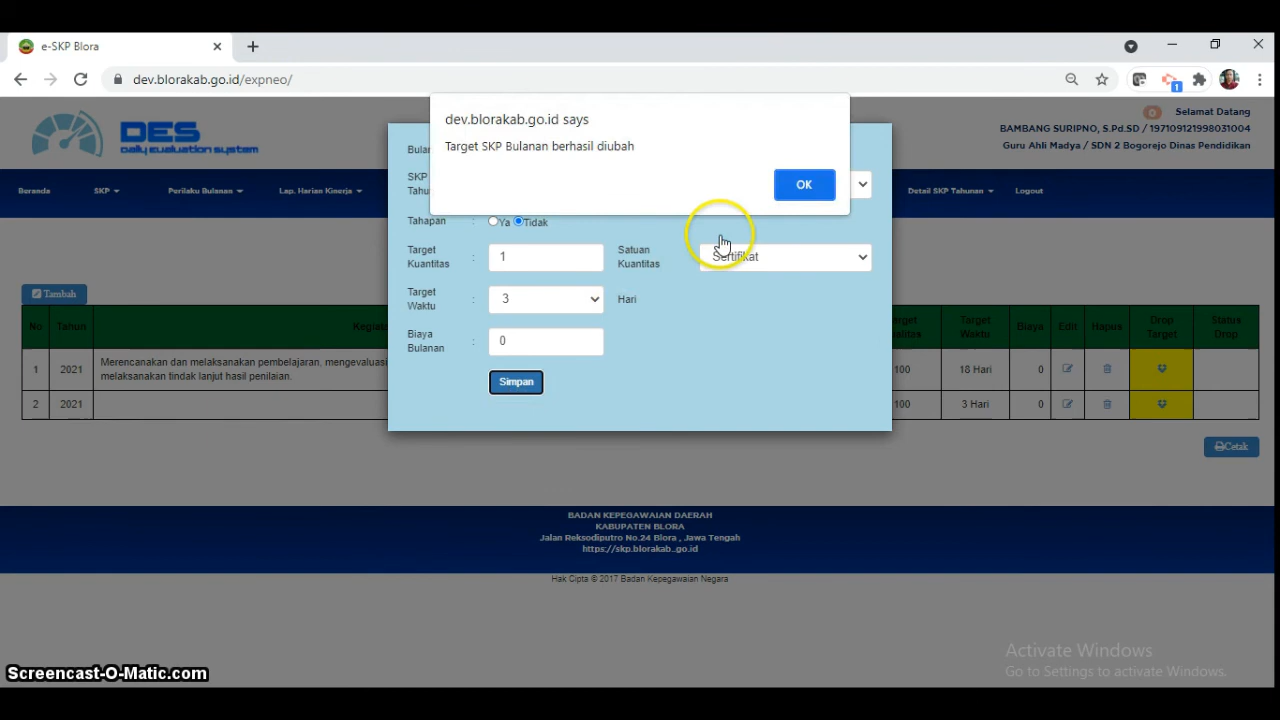 e-SKP Blora
dev.blorakab.go.id/expneo/
1
DES
daily evaluation system
0 Selamat Datang
BAMBANG SURIPNO, S.Pd.SD / 197109121998031004
Guru Ahli Madya / SDN 2 Bogorejo Dinas Pendidikan
Beranda SKP Perilaku Bulanan Lap. Harian Kinerja Detail SKP Tahunan Logout
dev.blorakab.go.id says
Target SKP Bulanan berhasil diubah
OK
SKP
Tahapan : Ya Tidak
Target Kuantitas : 1 Satuan Kuantitas Sertifikat
Target Waktu : 3 Hari
Biaya Bulanan : 0
Simpan
Tambah
No Tahun Target Waktu Biaya Edit Hapus Drop Target Status Drop
1 2021 Merencanakan dan melaksanakan pembelajaran, mengevaluasi
melaksanakan tindak lanjut hasil penilaian. 100 18 Hari 0
2 2021 100 3 Hari 0
Cetak
BADAN KEPEGAWAIAN DAERAH
KABUPATEN BLORA
Jalan Reksodiputro No.24 Blora , Jawa Tengah
https://skp.blorakab.go.id
Hak Cipta © 2017 Badan Kepegawaian Negara
Activate Windows
Go to Settings to activate Windows.
Screencast-O-Matic.com